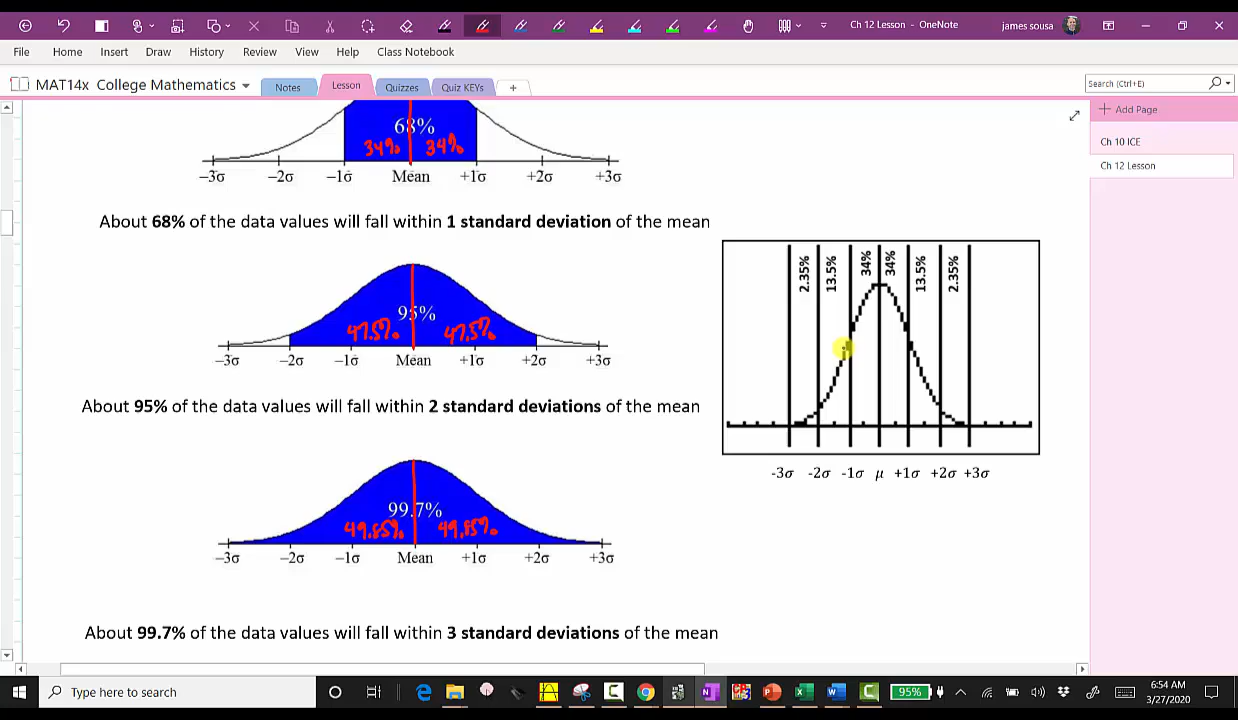 Ch 12 Lesson - OneNote
james sousa
File Home Insert Draw History Review View Help Class Notebook
MAT14x College Mathematics
Notes Lesson Quizzes Quiz KEYs +
Search (Ctrl+E)
Add Page
Ch 10 ICE
Ch 12 Lesson
68%
34% 34%
–3σ –2σ –1σ Mean +1σ +2σ +3σ
About 68% of the data values will fall within 1 standard deviation of the mean
95%
47.5% 47.5%
–3σ –2σ –1σ Mean +1σ +2σ +3σ
About 95% of the data values will fall within 2 standard deviations of the mean
99.7%
49.85% 49.85%
–3σ –2σ –1σ Mean +1σ +2σ +3σ
About 99.7% of the data values will fall within 3 standard deviations of the mean
2.35% 13.5% 34% 34% 13.5% 2.35%
-3σ -2σ -1σ μ +1σ +2σ +3σ
Type here to search
95%
6:54 AM
3/27/2020